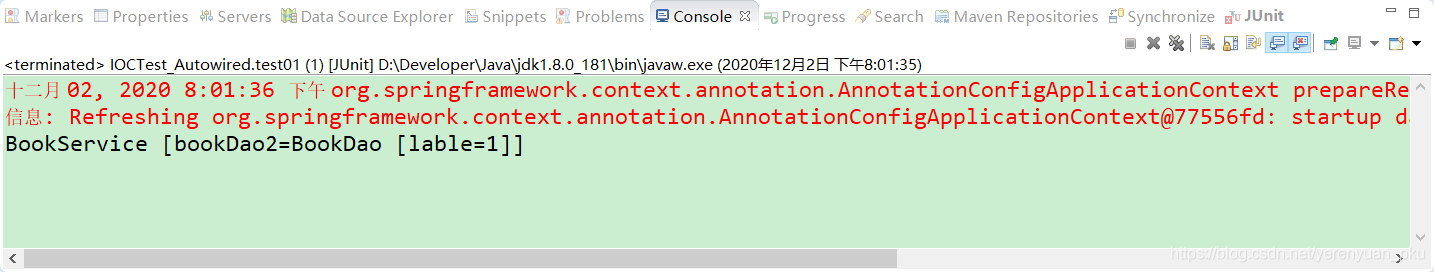 Markers Properties Servers Data Source Explorer Snippets Problems Console Progress Search Maven Repositories Synchronize JUnit
<terminated> IOCTest_Autowired.test01 (1) [JUnit] D:\Developer\Java\jdk1.8.0_181\bin\javaw.exe (2020年12月2日 下午8:01:35)
十二月 02, 2020 8:01:36 下午 org.springframework.context.annotation.AnnotationConfigApplicationContext prepareRe
信息: Refreshing org.springframework.context.annotation.AnnotationConfigApplicationContext@77556fd: startup da
BookService [bookDao2=BookDao [lable=1]]
https://blog.csdn.net/yerenyuan_pku